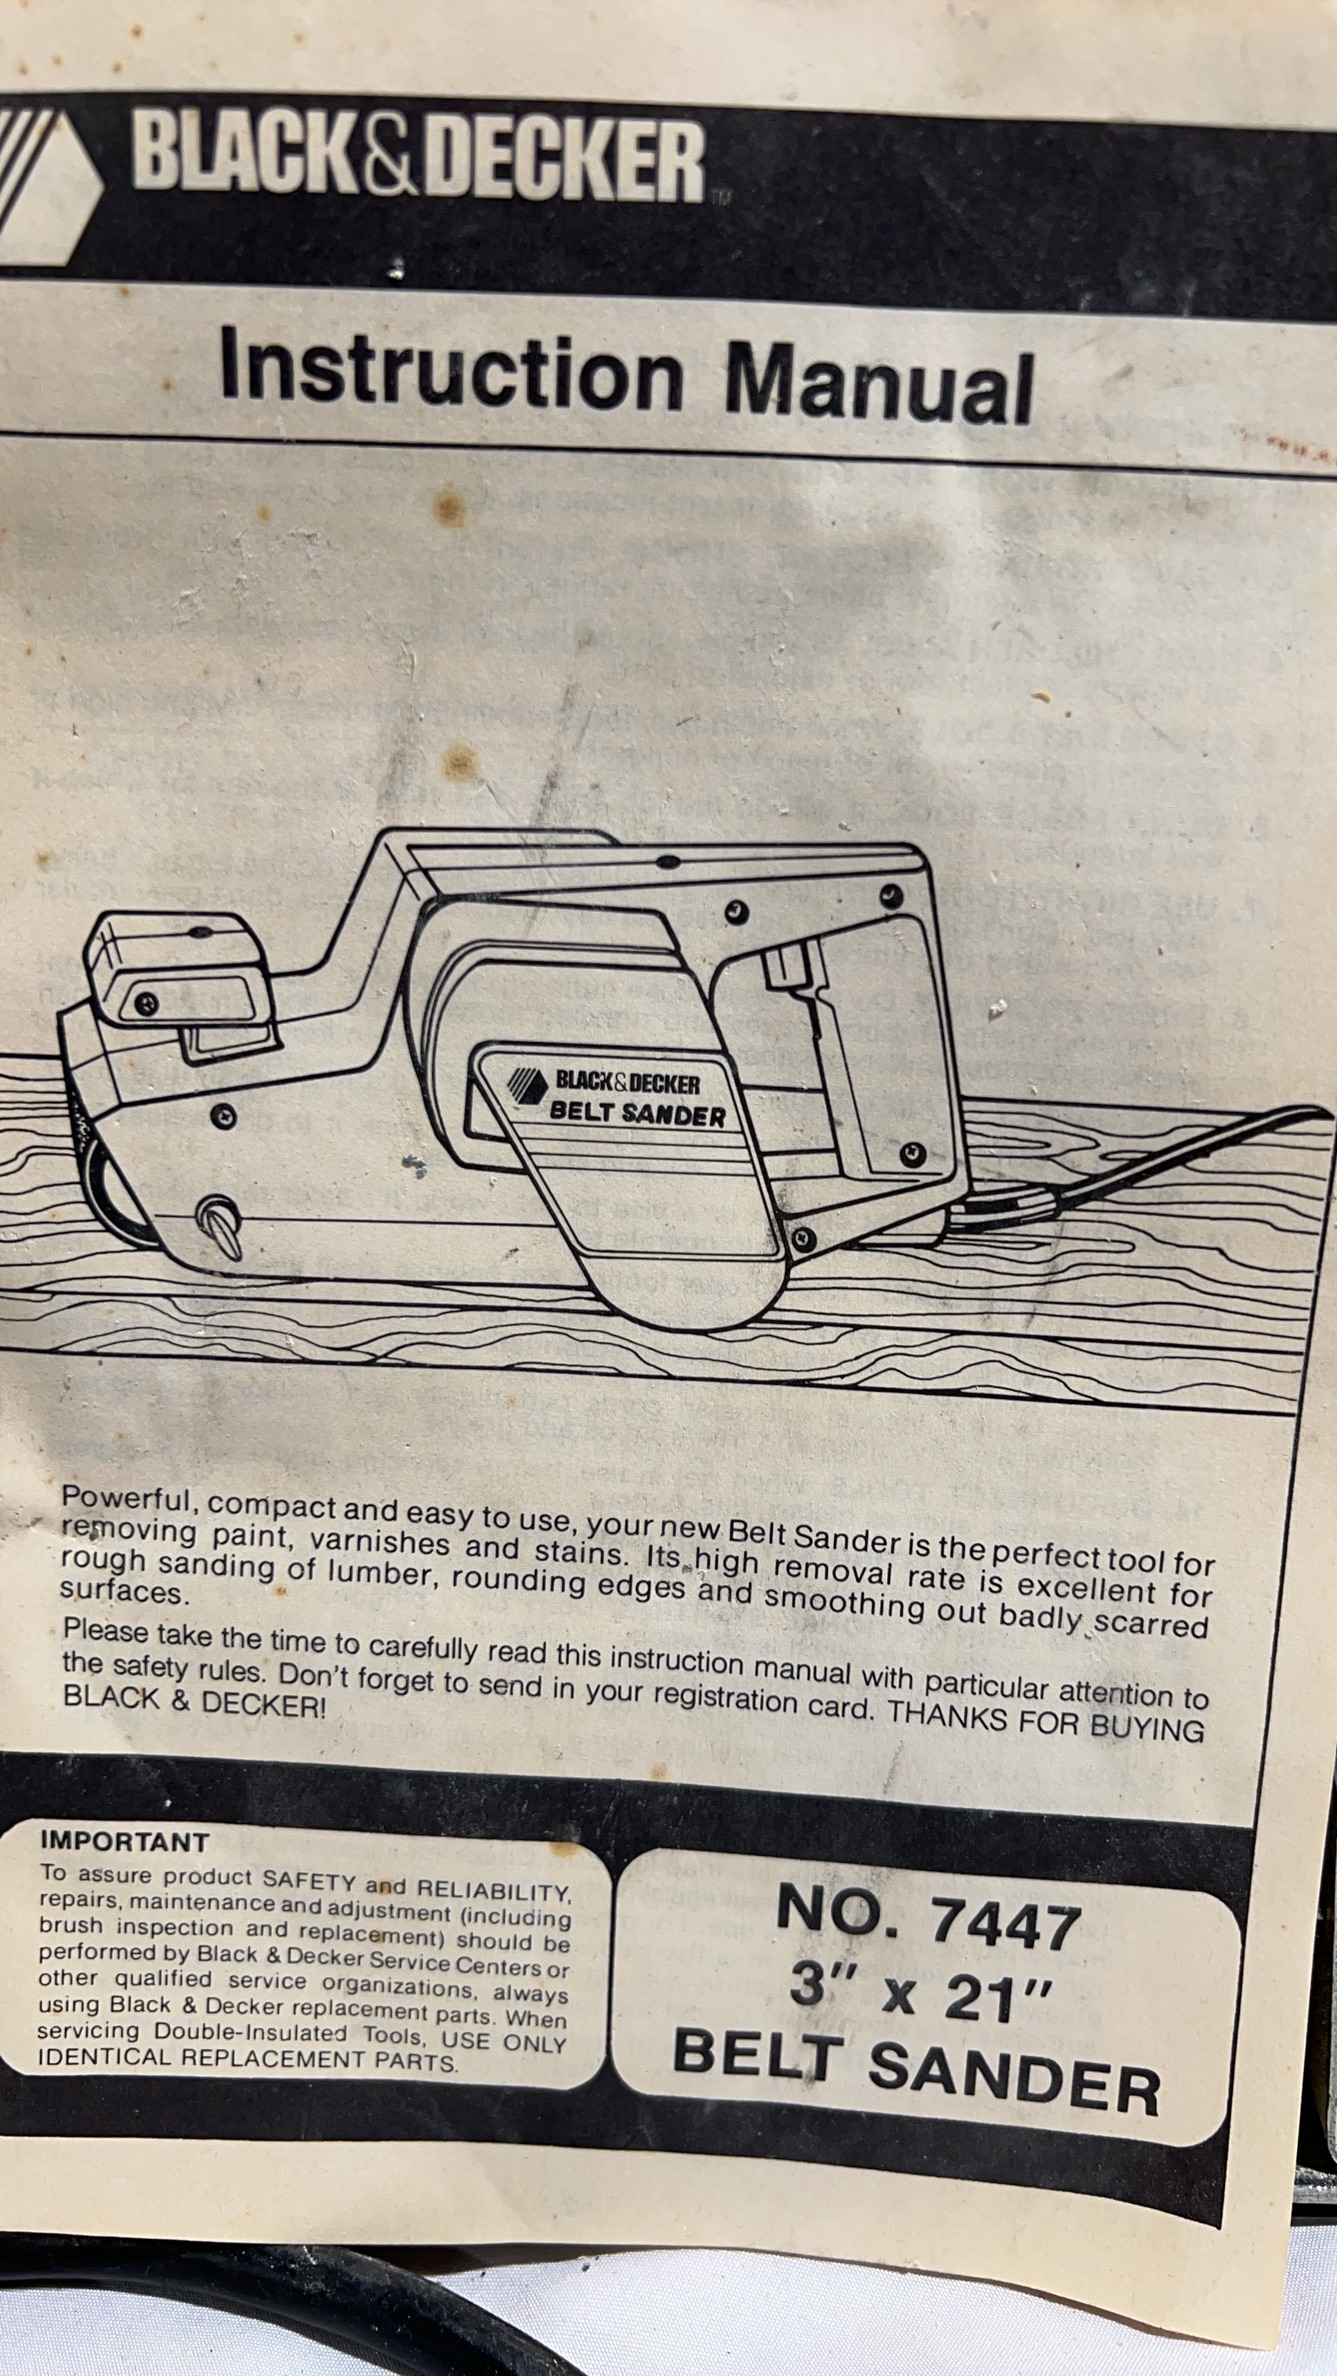 BLACK&DECKER™
Instruction Manual
BLACK&DECKER
BELT SANDER
Powerful, compact and easy to use, your new Belt Sander is the perfect tool for
removing paint, varnishes and stains. Its high removal rate is excellent for
rough sanding of lumber, rounding edges and smoothing out badly scarred
surfaces.
Please take the time to carefully read this instruction manual with particular attention to
the safety rules. Don't forget to send in your registration card. THANKS FOR BUYING
BLACK & DECKER!
IMPORTANT
To assure product SAFETY and RELIABILITY,
repairs, maintenance and adjustment (including
brush inspection and replacement) should be
performed by Black & Decker Service Centers or
other qualified service organizations, always
using Black & Decker replacement parts. When
servicing Double-Insulated Tools, USE ONLY
IDENTICAL REPLACEMENT PARTS.
NO. 7447
3" x 21"
BELT SANDER